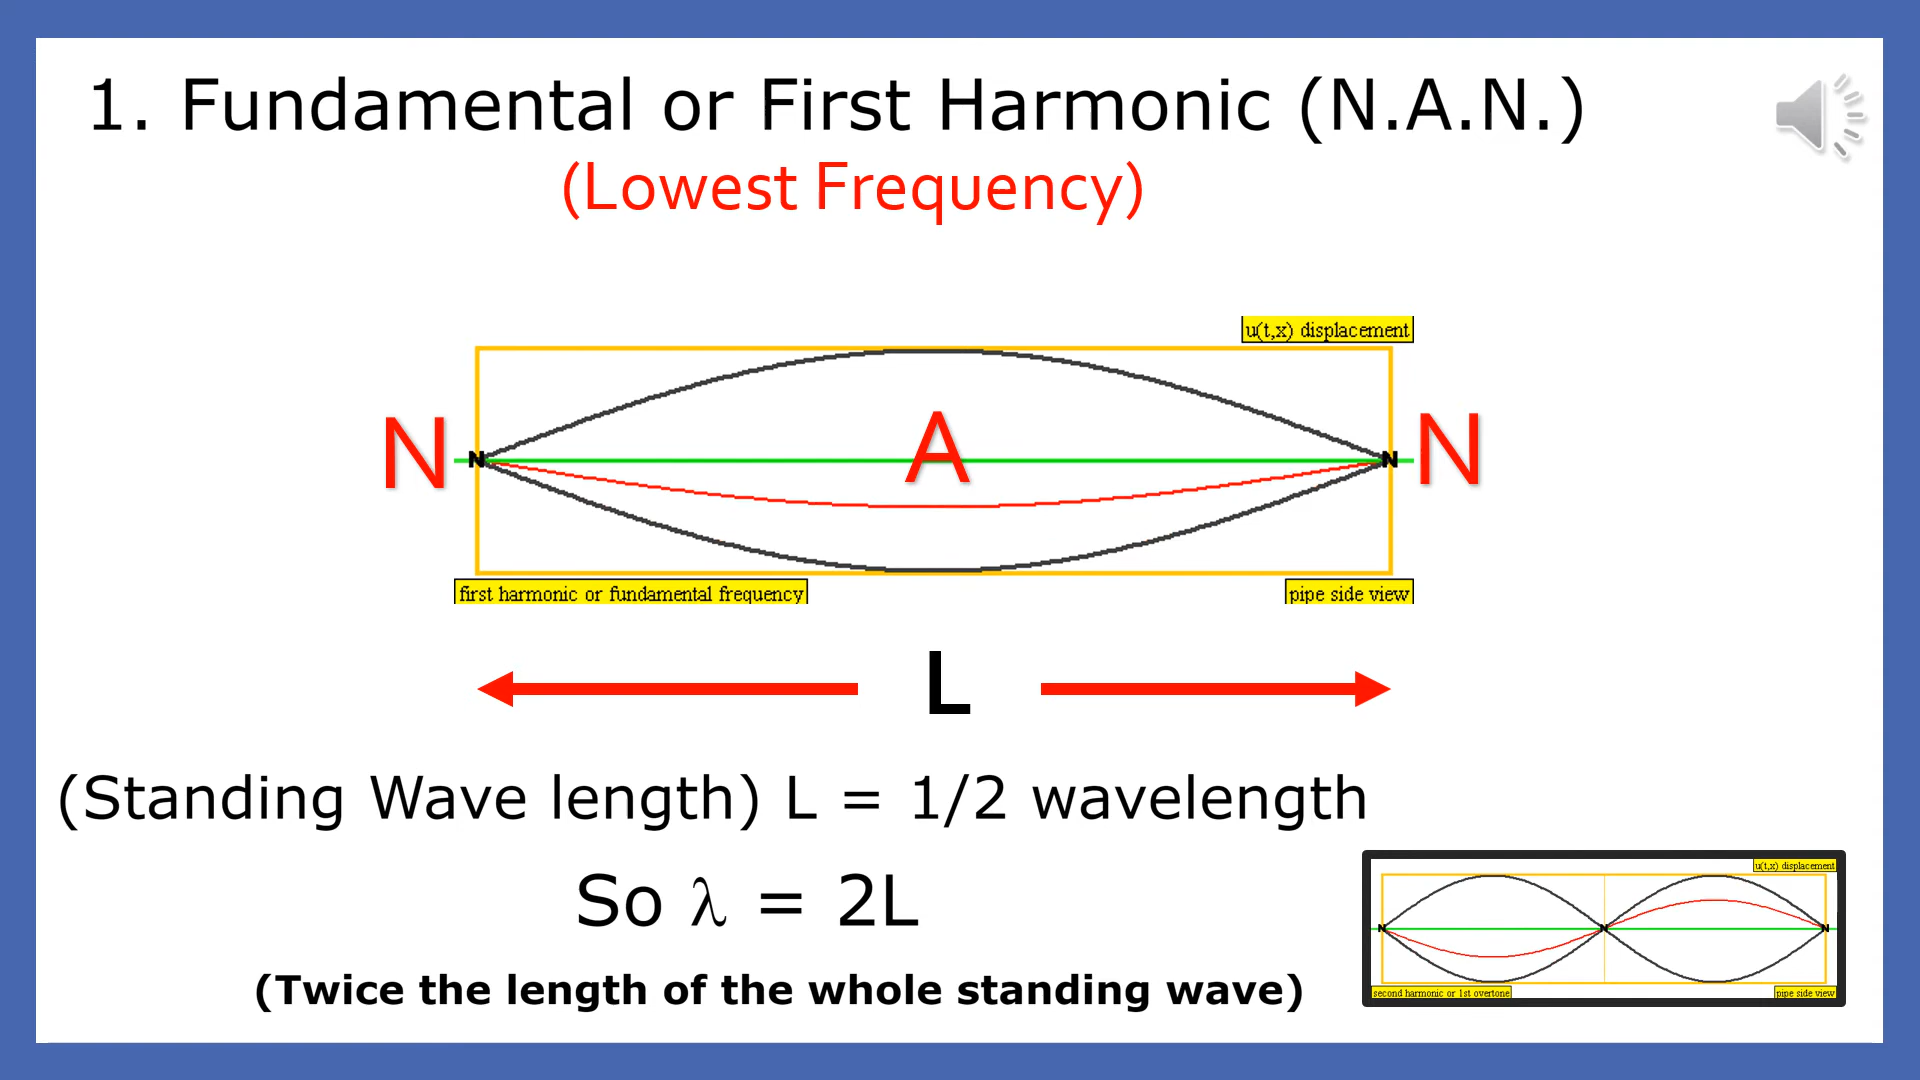 1. Fundamental or First Harmonic (N.A.N.)
(Lowest Frequency)
u(t,x) displacement
N N A N N
first harmonic or fundamental frequency pipe side view
L
(Standing Wave length) L = 1/2 wavelength
So λ = 2L
(Twice the length of the whole standing wave)
u(t,x) displacement
N N N
second harmonic or 1st overtone pipe side view